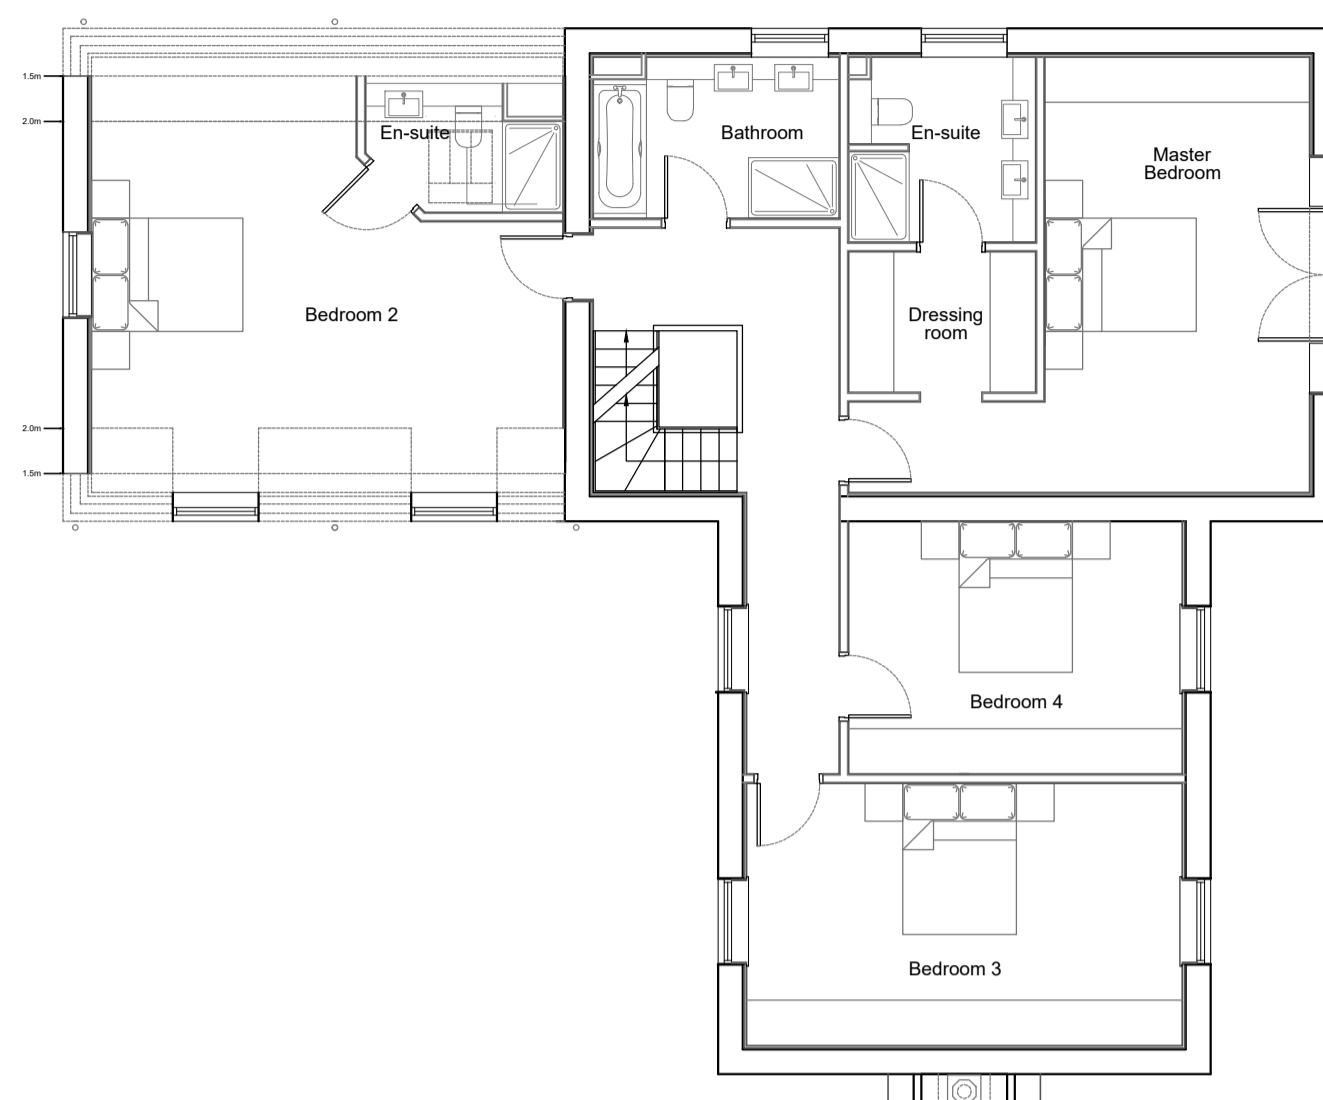 1.5m
2.0m
En-suite
Bathroom
En-suite
Master
Bedroom
Bedroom 2
Dressing
room
2.0m
1.5m
Bedroom 4
Bedroom 3